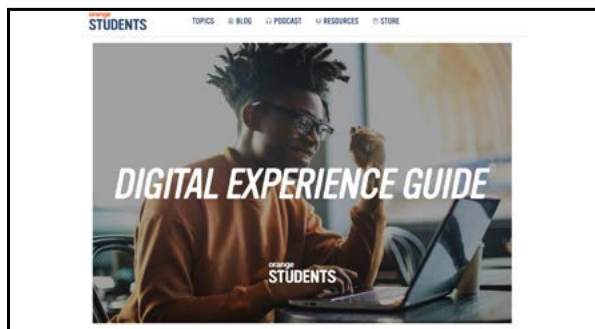 orange
STUDENTS
TOPICS BLOG PODCAST RESOURCES STORE
DIGITAL EXPERIENCE GUIDE
orange
STUDENTS